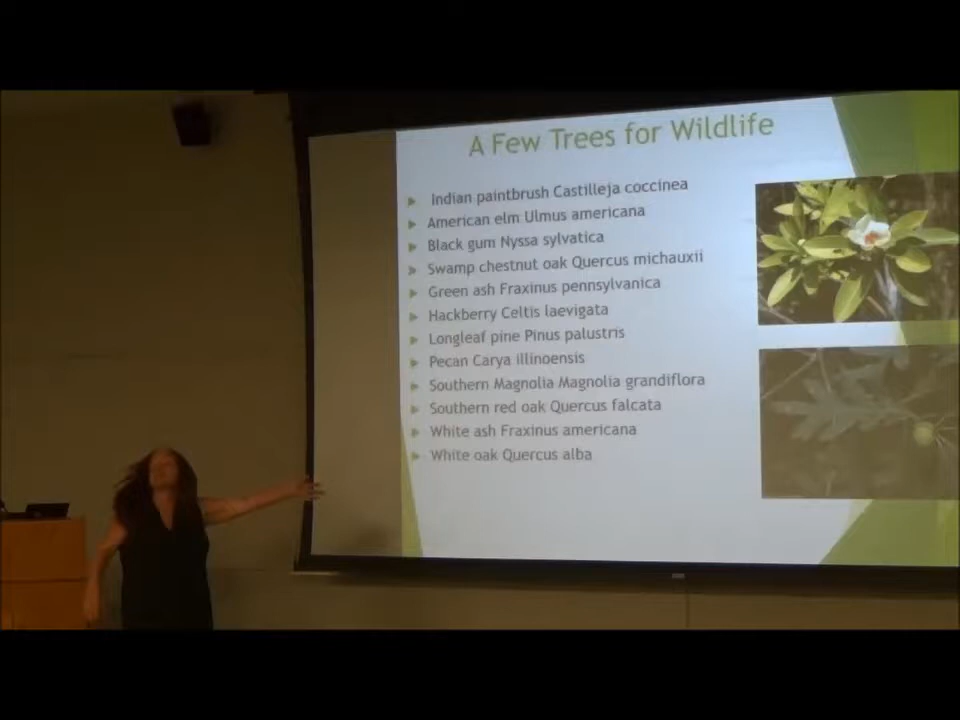 A Few Trees for Wildlife
Indian paintbrush Castilleja coccinea
American elm Ulmus americana
Black gum Nyssa sylvatica
Swamp chestnut oak Quercus michauxii
Green ash Fraxinus pennsylvanica
Hackberry Celtis laevigata
Longleaf pine Pinus palustris
Pecan Carya illinoensis
Southern Magnolia Magnolia grandiflora
Southern red oak Quercus falcata
White ash Fraxinus americana
White oak Quercus alba